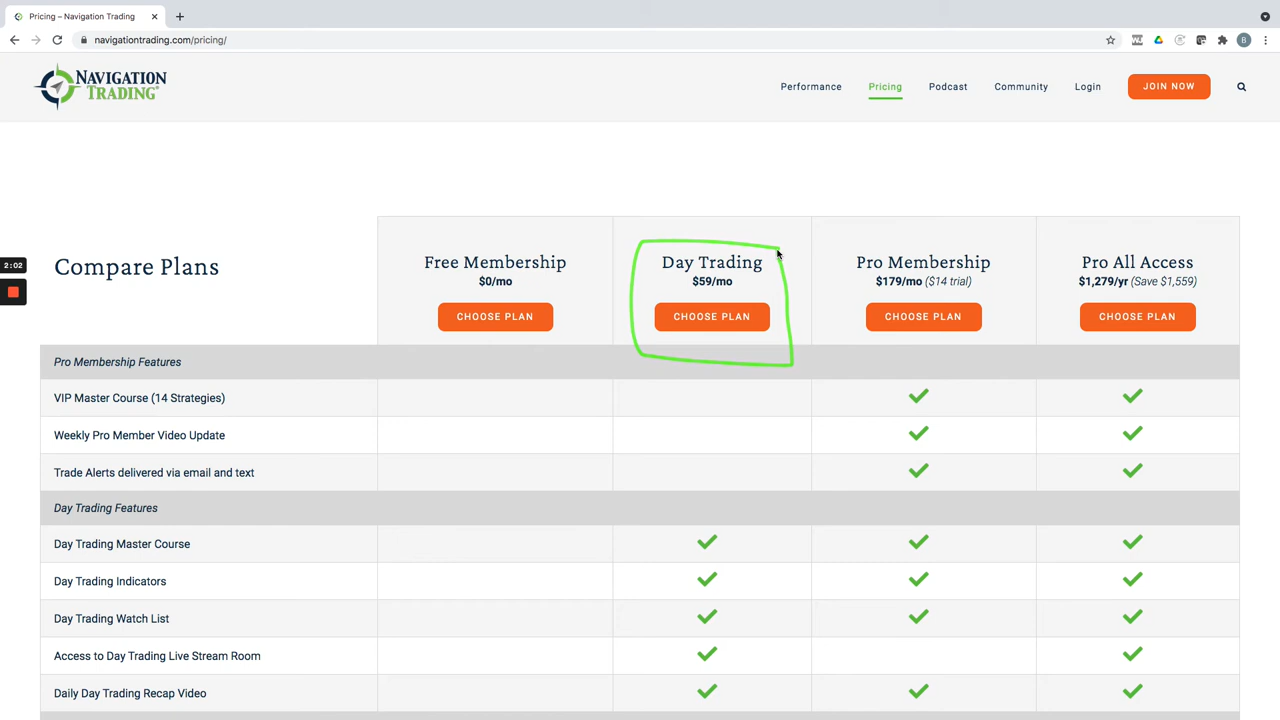 Pricing – Navigation Trading
navigationtrading.com/pricing/
B
NAVIGATION
TRADING®
Performance
Pricing
Podcast
Community
Login
JOIN NOW
2:02
Compare Plans
Free Membership
$0/mo
CHOOSE PLAN
Day Trading
$59/mo
CHOOSE PLAN
Pro Membership
$179/mo ($14 trial)
CHOOSE PLAN
Pro All Access
$1,279/yr (Save $1,559)
CHOOSE PLAN
Pro Membership Features
VIP Master Course (14 Strategies)
Weekly Pro Member Video Update
Trade Alerts delivered via email and text
Day Trading Features
Day Trading Master Course
Day Trading Indicators
Day Trading Watch List
Access to Day Trading Live Stream Room
Daily Day Trading Recap Video